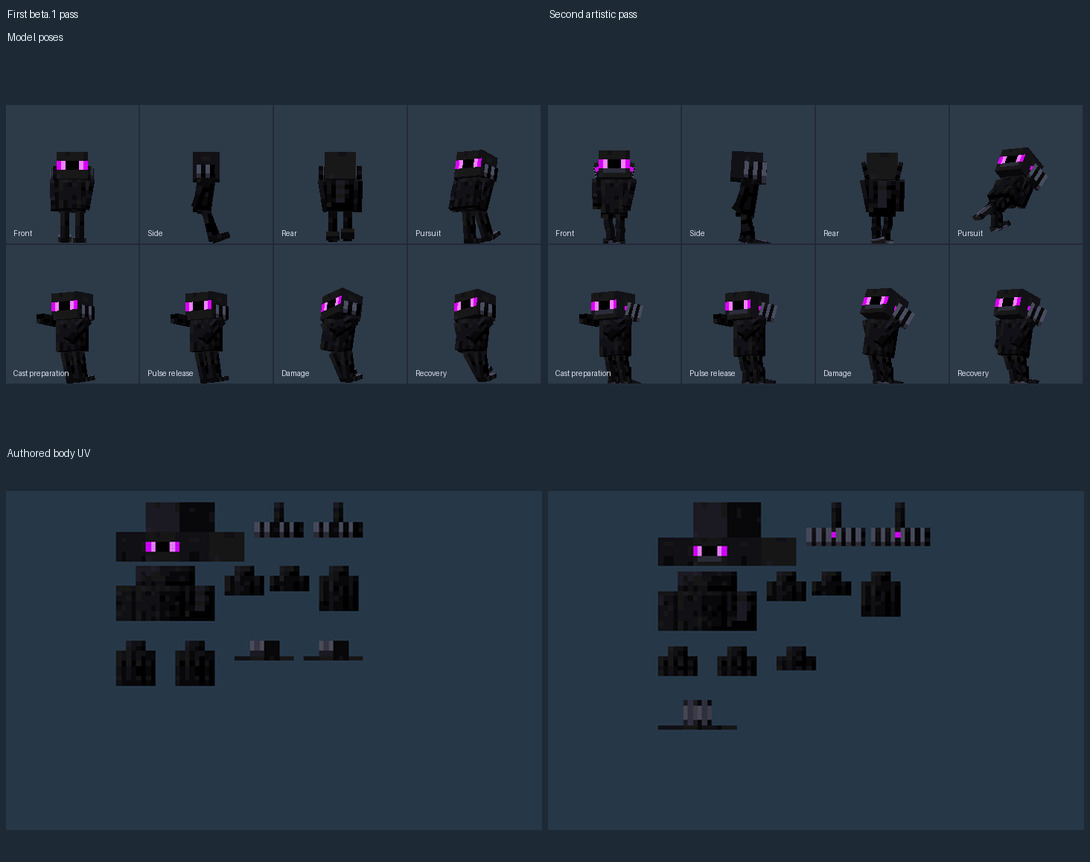 First beta.1 pass
Second artistic pass
Model poses
Front
Side
Rear
Pursuit
Front
Side
Rear
Pursuit
Cast preparation
Pulse release
Damage
Recovery
Cast preparation
Pulse release
Damage
Recovery
Authored body UV